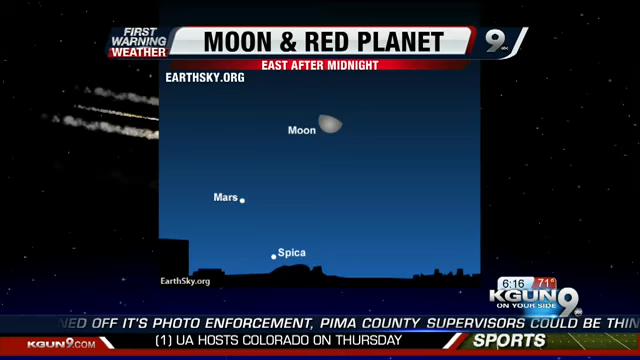 FIRST
WARNING
WEATHER
MOON & RED PLANET
9
abc
EAST AFTER MIDNIGHT
EARTHSKY.ORG
Moon
Mars
Spica
EarthSky.org
6:16 71°
KGUN 9
ON YOUR SIDE
NED OFF IT'S PHOTO ENFORCEMENT, PIMA COUNTY SUPERVISORS COULD BE THIN
KGUN9.COM
(1) UA HOSTS COLORADO ON THURSDAY
SPORTS